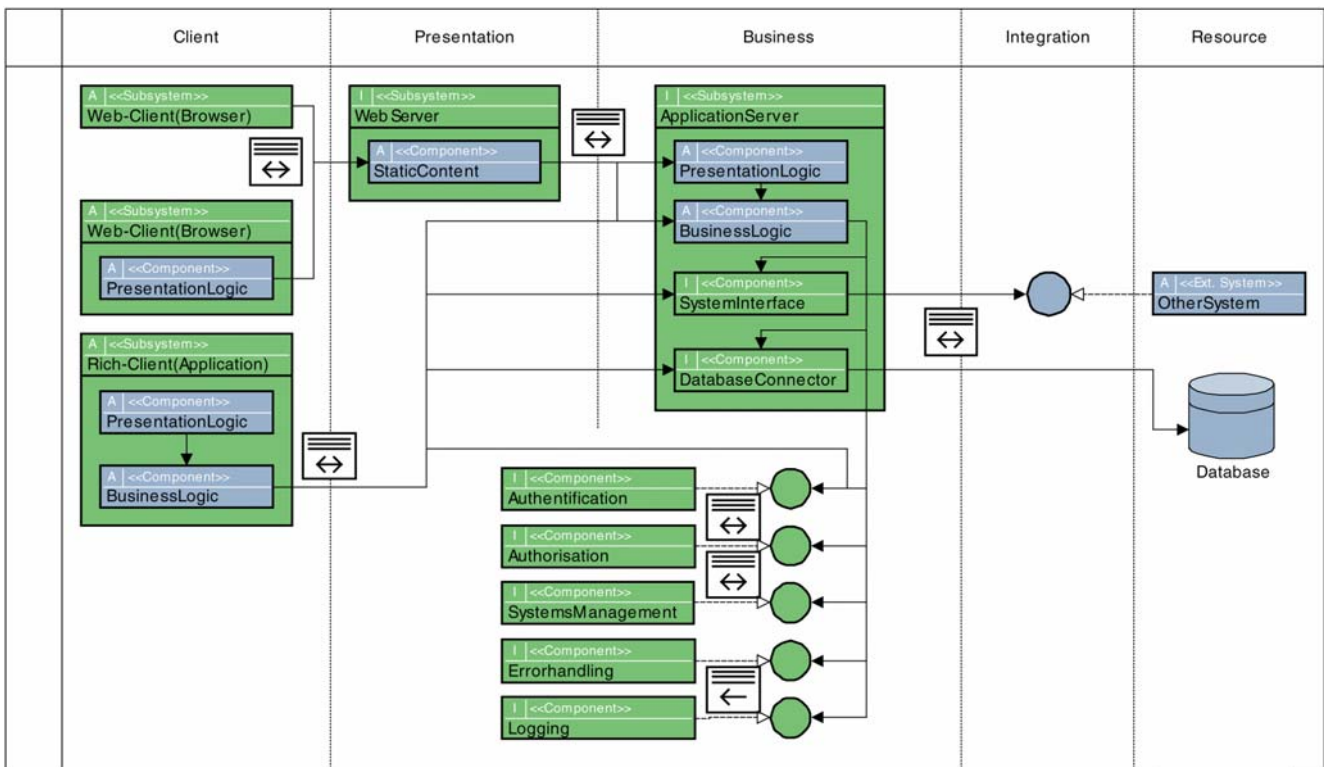 Client
Presentation
Business
Integration
Resource
A <<Subsystem>>
Web-Client(Browser)
A <<Subsystem>>
Web-Client(Browser)
A <<Component>>
PresentationLogic
A <<Subsystem>>
Rich-Client(Application)
A <<Component>>
PresentationLogic
A <<Component>>
BusinessLogic
I <<Subsystem>>
Web Server
A <<Component>>
StaticContent
I <<Subsystem>>
ApplicationServer
A <<Component>>
PresentationLogic
A <<Component>>
BusinessLogic
I <<Component>>
SystemInterface
I <<Component>>
DatabaseConnector
A <<Ext. System>>
OtherSystem
Database
I <<Component>>
Authentification
I <<Component>>
Authorisation
I <<Component>>
SystemsManagement
I <<Component>>
Errorhandling
I <<Component>>
Logging